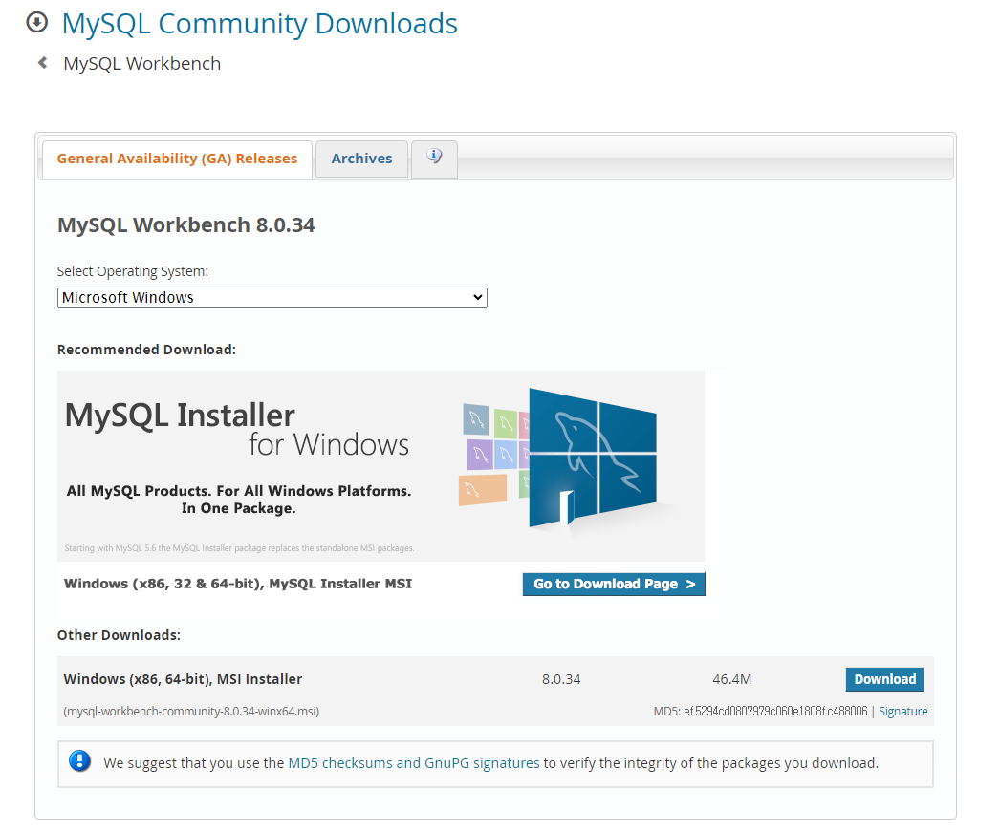 MySQL Community Downloads
MySQL Workbench
General Availability (GA) Releases
Archives
MySQL Workbench 8.0.34
Select Operating System:
Microsoft Windows
Recommended Download:
MySQL Installer
for Windows
All MySQL Products. For All Windows Platforms.
In One Package.
Starting with MySQL 5.6 the MySQL Installer package replaces the standalone MSI packages.
Windows (x86, 32 & 64-bit), MySQL Installer MSI
Go to Download Page >
Other Downloads:
Windows (x86, 64-bit), MSI Installer 8.0.34 46.4M Download
(mysql-workbench-community-8.0.34-winx64.msi) MD5: ef5294cd0807979c060e1808fc488006 | Signature
We suggest that you use the MD5 checksums and GnuPG signatures to verify the integrity of the packages you download.